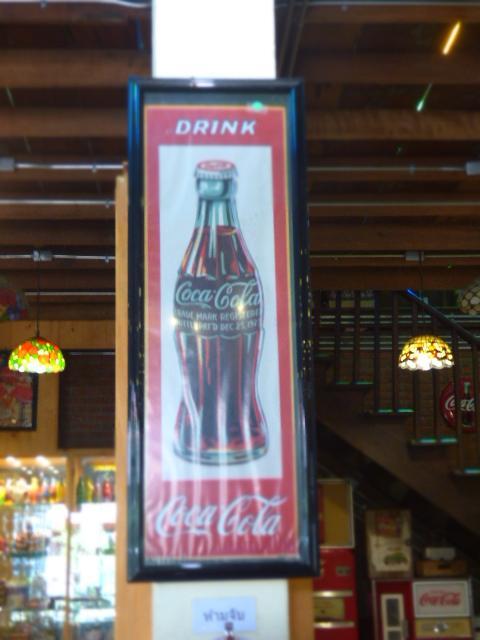 DRINK
Coca-Cola
TRADE MARK REGISTERED
Coca-Cola
Coca-Cola
ห้ามจับ